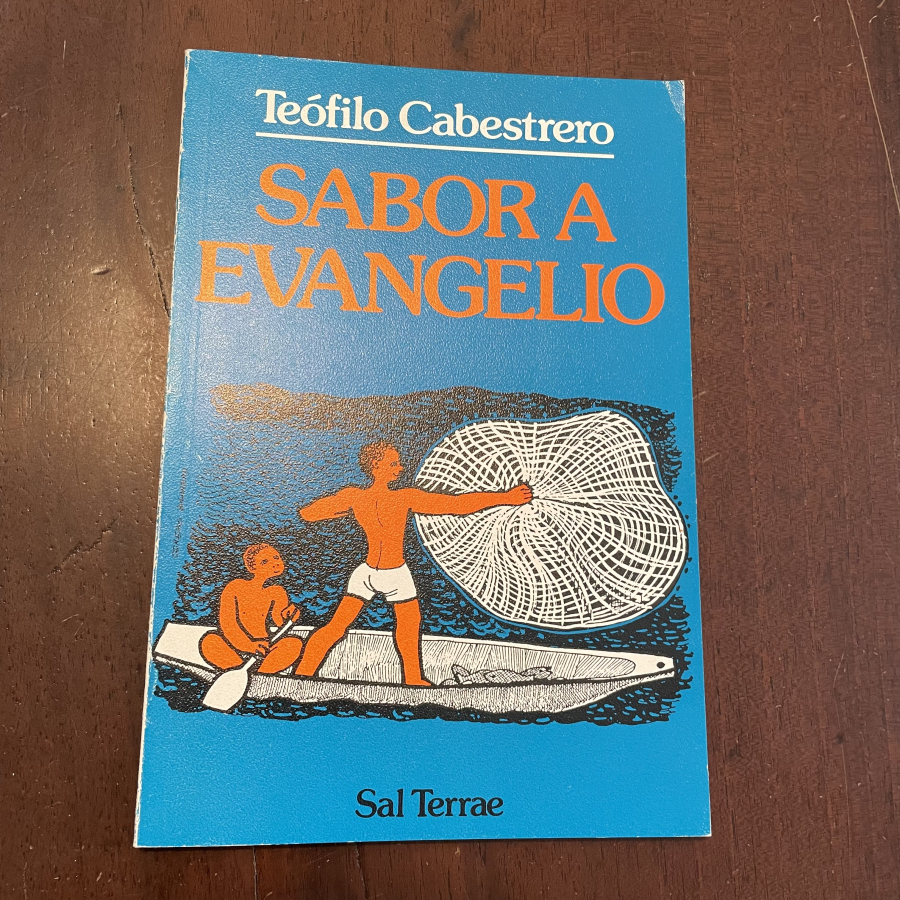 Teófilo Cabestrero
SABOR A
EVANGELIO
Sal Terrae